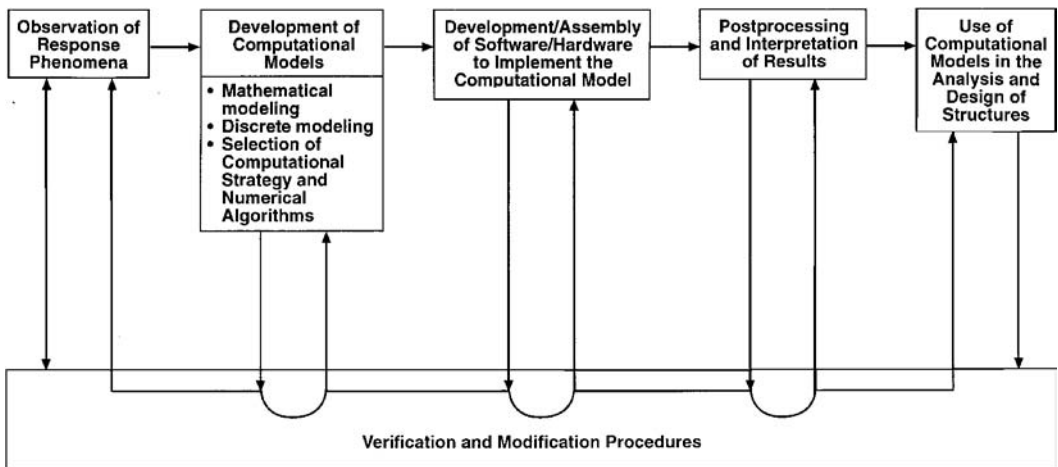 Observation of
Response
Phenomena
Development of
Computational
Models
• Mathematical
modeling
• Discrete modeling
• Selection of
Computational
Strategy and
Numerical
Algorithms
Development/Assembly
of Software/Hardware
to Implement the
Computational Model
Postprocessing
and Interpretation
of Results
Use of
Computational
Models in the
Analysis and
Design of
Structures
Verification and Modification Procedures